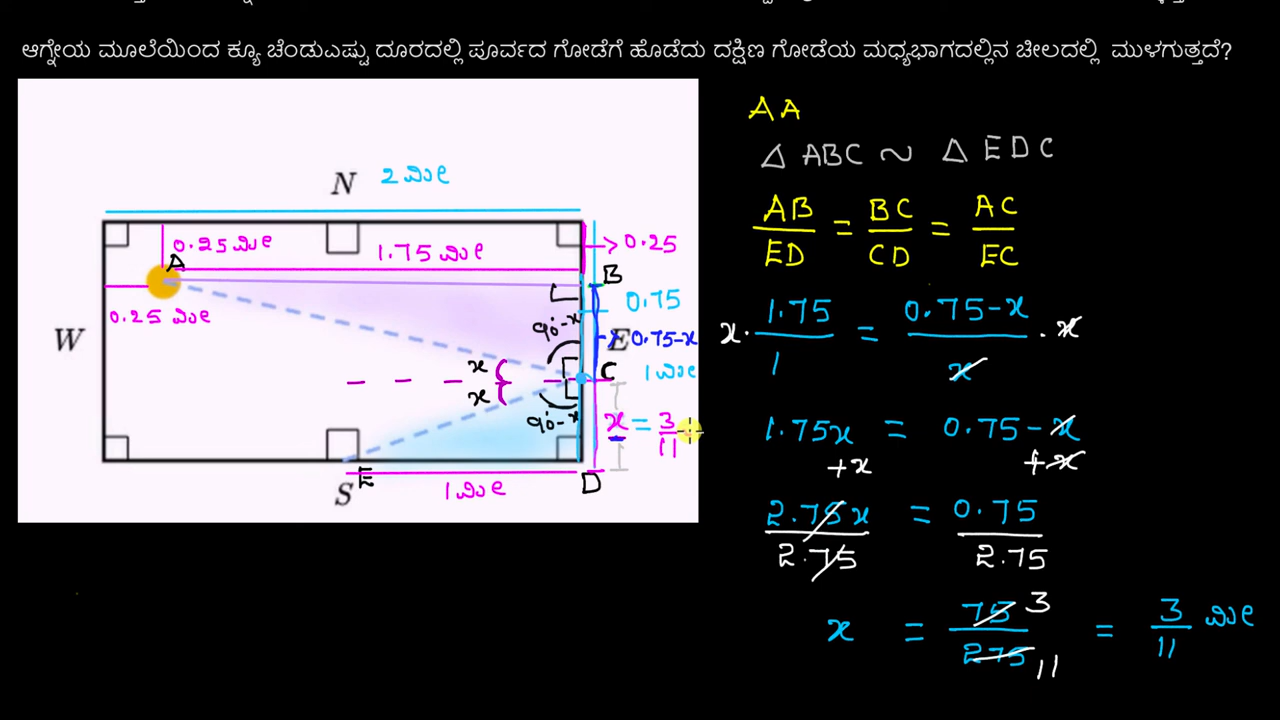 ಆಗ್ನೇಯ ಮೂಲೆಯಿಂದ ಕ್ಯೂ ಚೆಂಡುಎಷ್ಟು ದೂರದಲ್ಲಿ ಪೂರ್ವದ ಗೋಡೆಗೆ ಹೊಡೆದು ದಕ್ಷಿಣ ಗೋಡೆಯ ಮಧ್ಯಭಾಗದಲ್ಲಿನ ಚೀಲದಲ್ಲಿ ಮುಳಗುತ್ತದೆ?
AA
△ ABC ~ △ EDC
N 2 ಮೀ
AB/ED = BC/CD = AC/EC
0.25 ಮೀ
1.75 ಮೀ
0.25
A
B
0.25 ಮೀ
0.75
x · 1.75/1 = 0.75-x/x · x
W
90°-x
E
0.75-x
x
C
1 ಮೀ
x
90°-x
x = 3/11
1.75x = 0.75-x
+x +x
S E
1 ಮೀ
D
2.75x/2.75 = 0.75/2.75
x = 75/275 3/11 = 3/11 ಮೀ